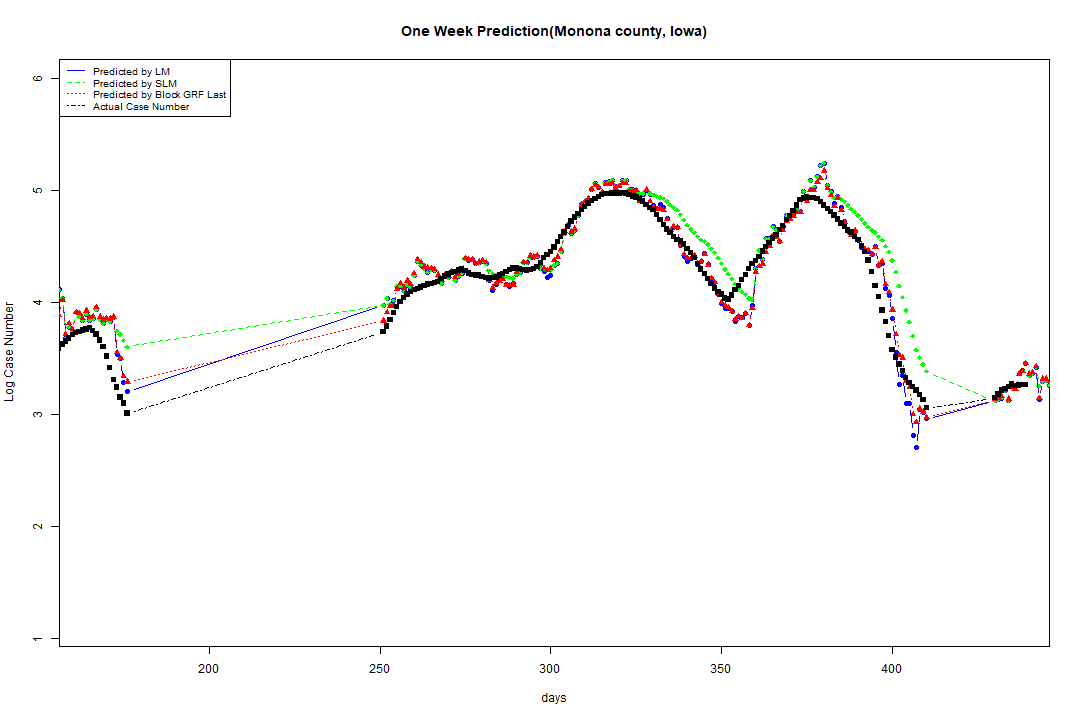 One Week Prediction(Monona county, Iowa)
Predicted by LM
Predicted by SLM
Predicted by Block GRF Last
Actual Case Number
Log Case Number
6
5
4
3
2
1
200 250 300 350 400
days